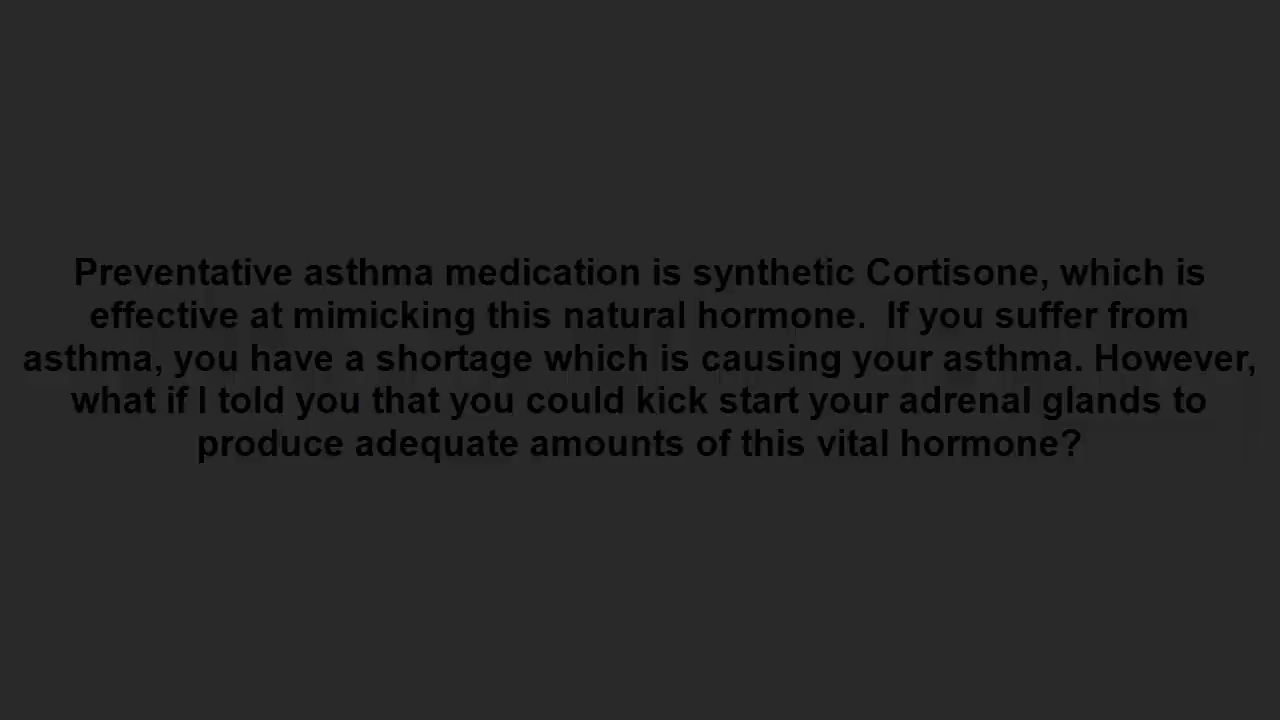 Preventative asthma medication is synthetic Cortisone, which is
effective at mimicking this natural hormone.  If you suffer from
asthma, you have a shortage which is causing your asthma. However,
what if I told you that you could kick start your adrenal glands to
produce adequate amounts of this vital hormone?